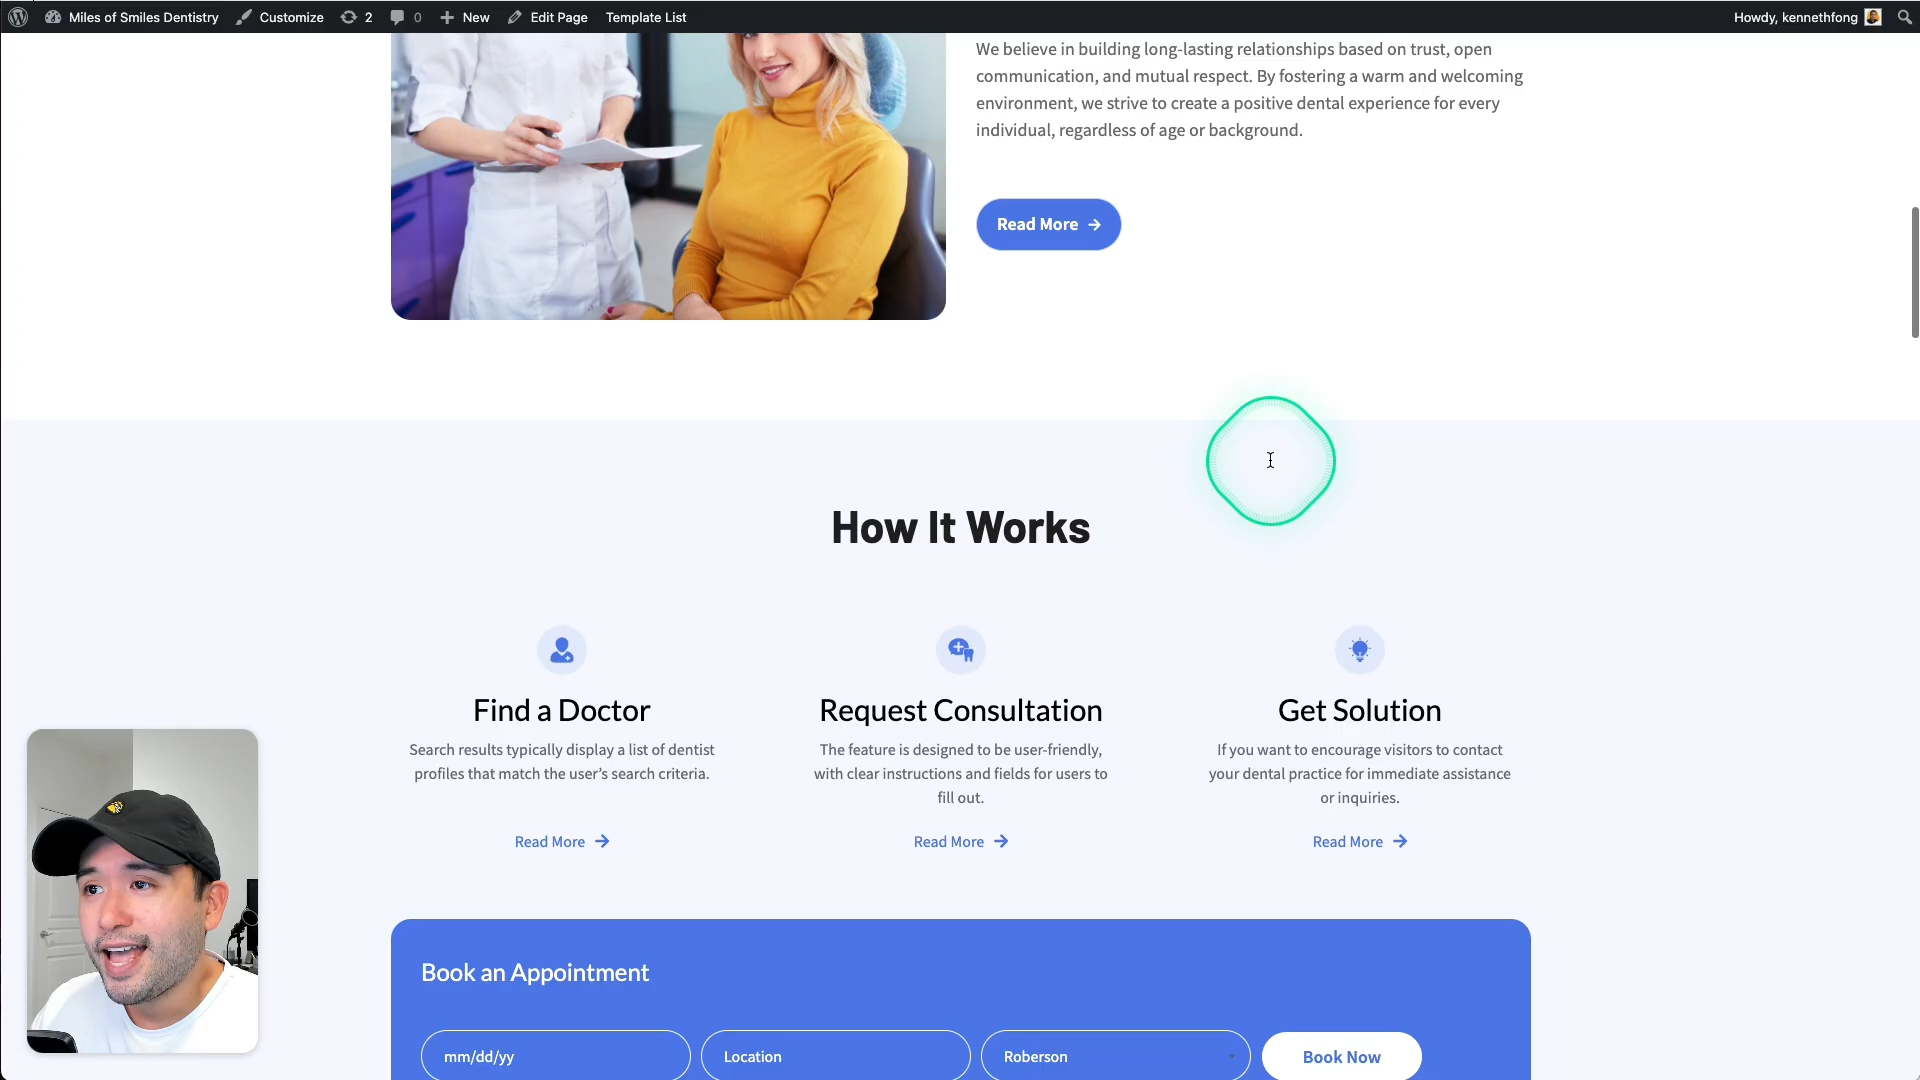 Miles of Smiles Dentistry Customize 2 0 New Edit Page Template List Howdy, kennethfong
We believe in building long-lasting relationships based on trust, open
communication, and mutual respect. By fostering a warm and welcoming
environment, we strive to create a positive dental experience for every
individual, regardless of age or background.
Read More
How It Works
Find a Doctor
Search results typically display a list of dentist
profiles that match the user’s search criteria.
Read More
Request Consultation
The feature is designed to be user-friendly,
with clear instructions and fields for users to
fill out.
Read More
Get Solution
If you want to encourage visitors to contact
your dental practice for immediate assistance
or inquiries.
Read More
Book an Appointment
mm/dd/yy Location Roberson Book Now